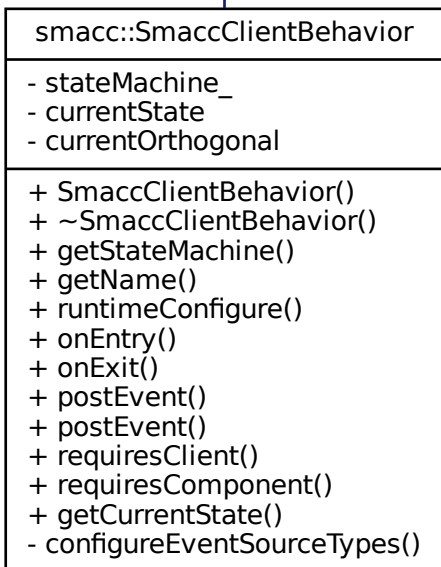 smacc::SmaccClientBehavior
- stateMachine_
- currentState
- currentOrthogonal
+ SmaccClientBehavior()
+ ~SmaccClientBehavior()
+ getStateMachine()
+ getName()
+ runtimeConfigure()
+ onEntry()
+ onExit()
+ postEvent()
+ postEvent()
+ requiresClient()
+ requiresComponent()
+ getCurrentState()
- configureEventSourceTypes()